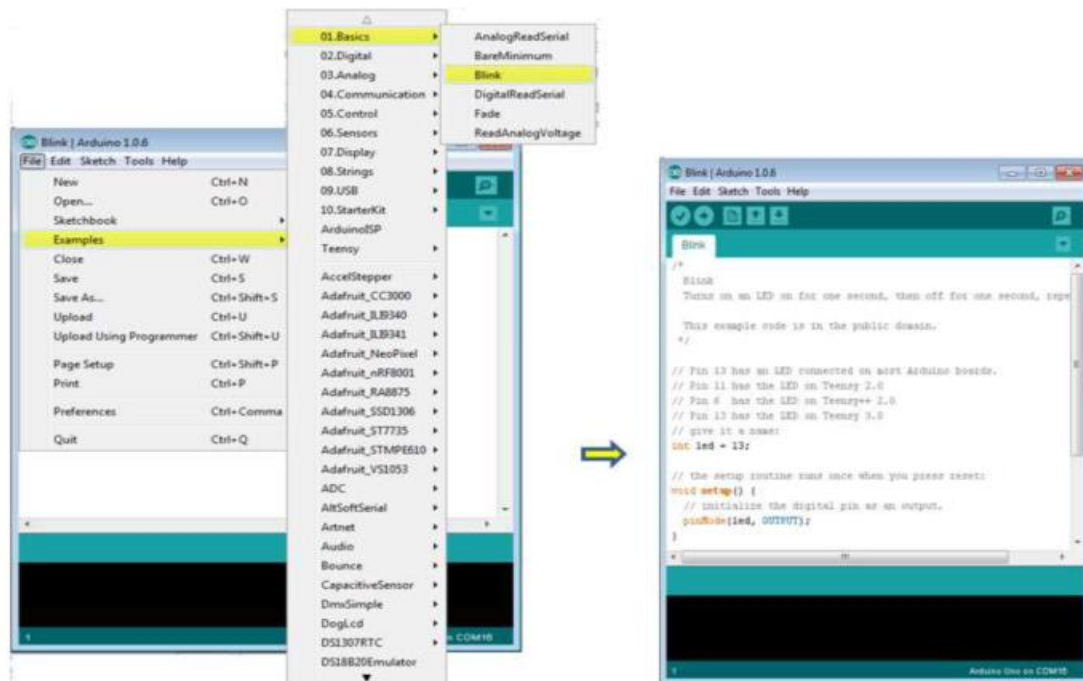 01.Basics
02.Digital
03.Analog
04.Communication
05.Control
06.Sensors
07.Display
08.Strings
09.USB
10.StarterKit
ArduinoISP
Teensy
AccelStepper
Adafruit_CC3000
Adafruit_ILI9340
Adafruit_ILI9341
Adafruit_NeoPixel
Adafruit_nRF8001
Adafruit_RA8875
Adafruit_SSD1306
Adafruit_ST7735
Adafruit_STMPE610
Adafruit_VS1053
ADC
AltSoftSerial
Artnet
Audio
Bounce
CapacitiveSensor
DmxSimple
DogLcd
DS1307RTC
DS18B20Emulator
AnalogReadSerial
BareMinimum
Blink
DigitalReadSerial
Fade
ReadAnalogVoltage
Blink | Arduino 1.0.6
File Edit Sketch Tools Help
New Ctrl+N
Open... Ctrl+O
Sketchbook
Examples
Close Ctrl+W
Save Ctrl+S
Save As... Ctrl+Shift+S
Upload Ctrl+U
Upload Using Programmer Ctrl+Shift+U
Page Setup Ctrl+Shift+P
Print Ctrl+P
Preferences Ctrl+Comma
Quit Ctrl+Q
1 on COM16
Blink | Arduino 1.0.6
File Edit Sketch Tools Help
Blink
/*
Blink
Turns on an LED on for one second, then off for one second, repe
This example code is in the public domain.
*/
// Pin 13 has an LED connected on most Arduino boards.
// Pin 11 has the LED on Teensy 2.0
// Pin 6 has the LED on Teensy++ 2.0
// Pin 13 has the LED on Teensy 3.0
// give it a name:
int led = 13;
// the setup routine runs once when you press reset:
void setup() {
// initialize the digital pin as an output.
pinMode(led, OUTPUT);
}
1 Arduino Uno on COM16